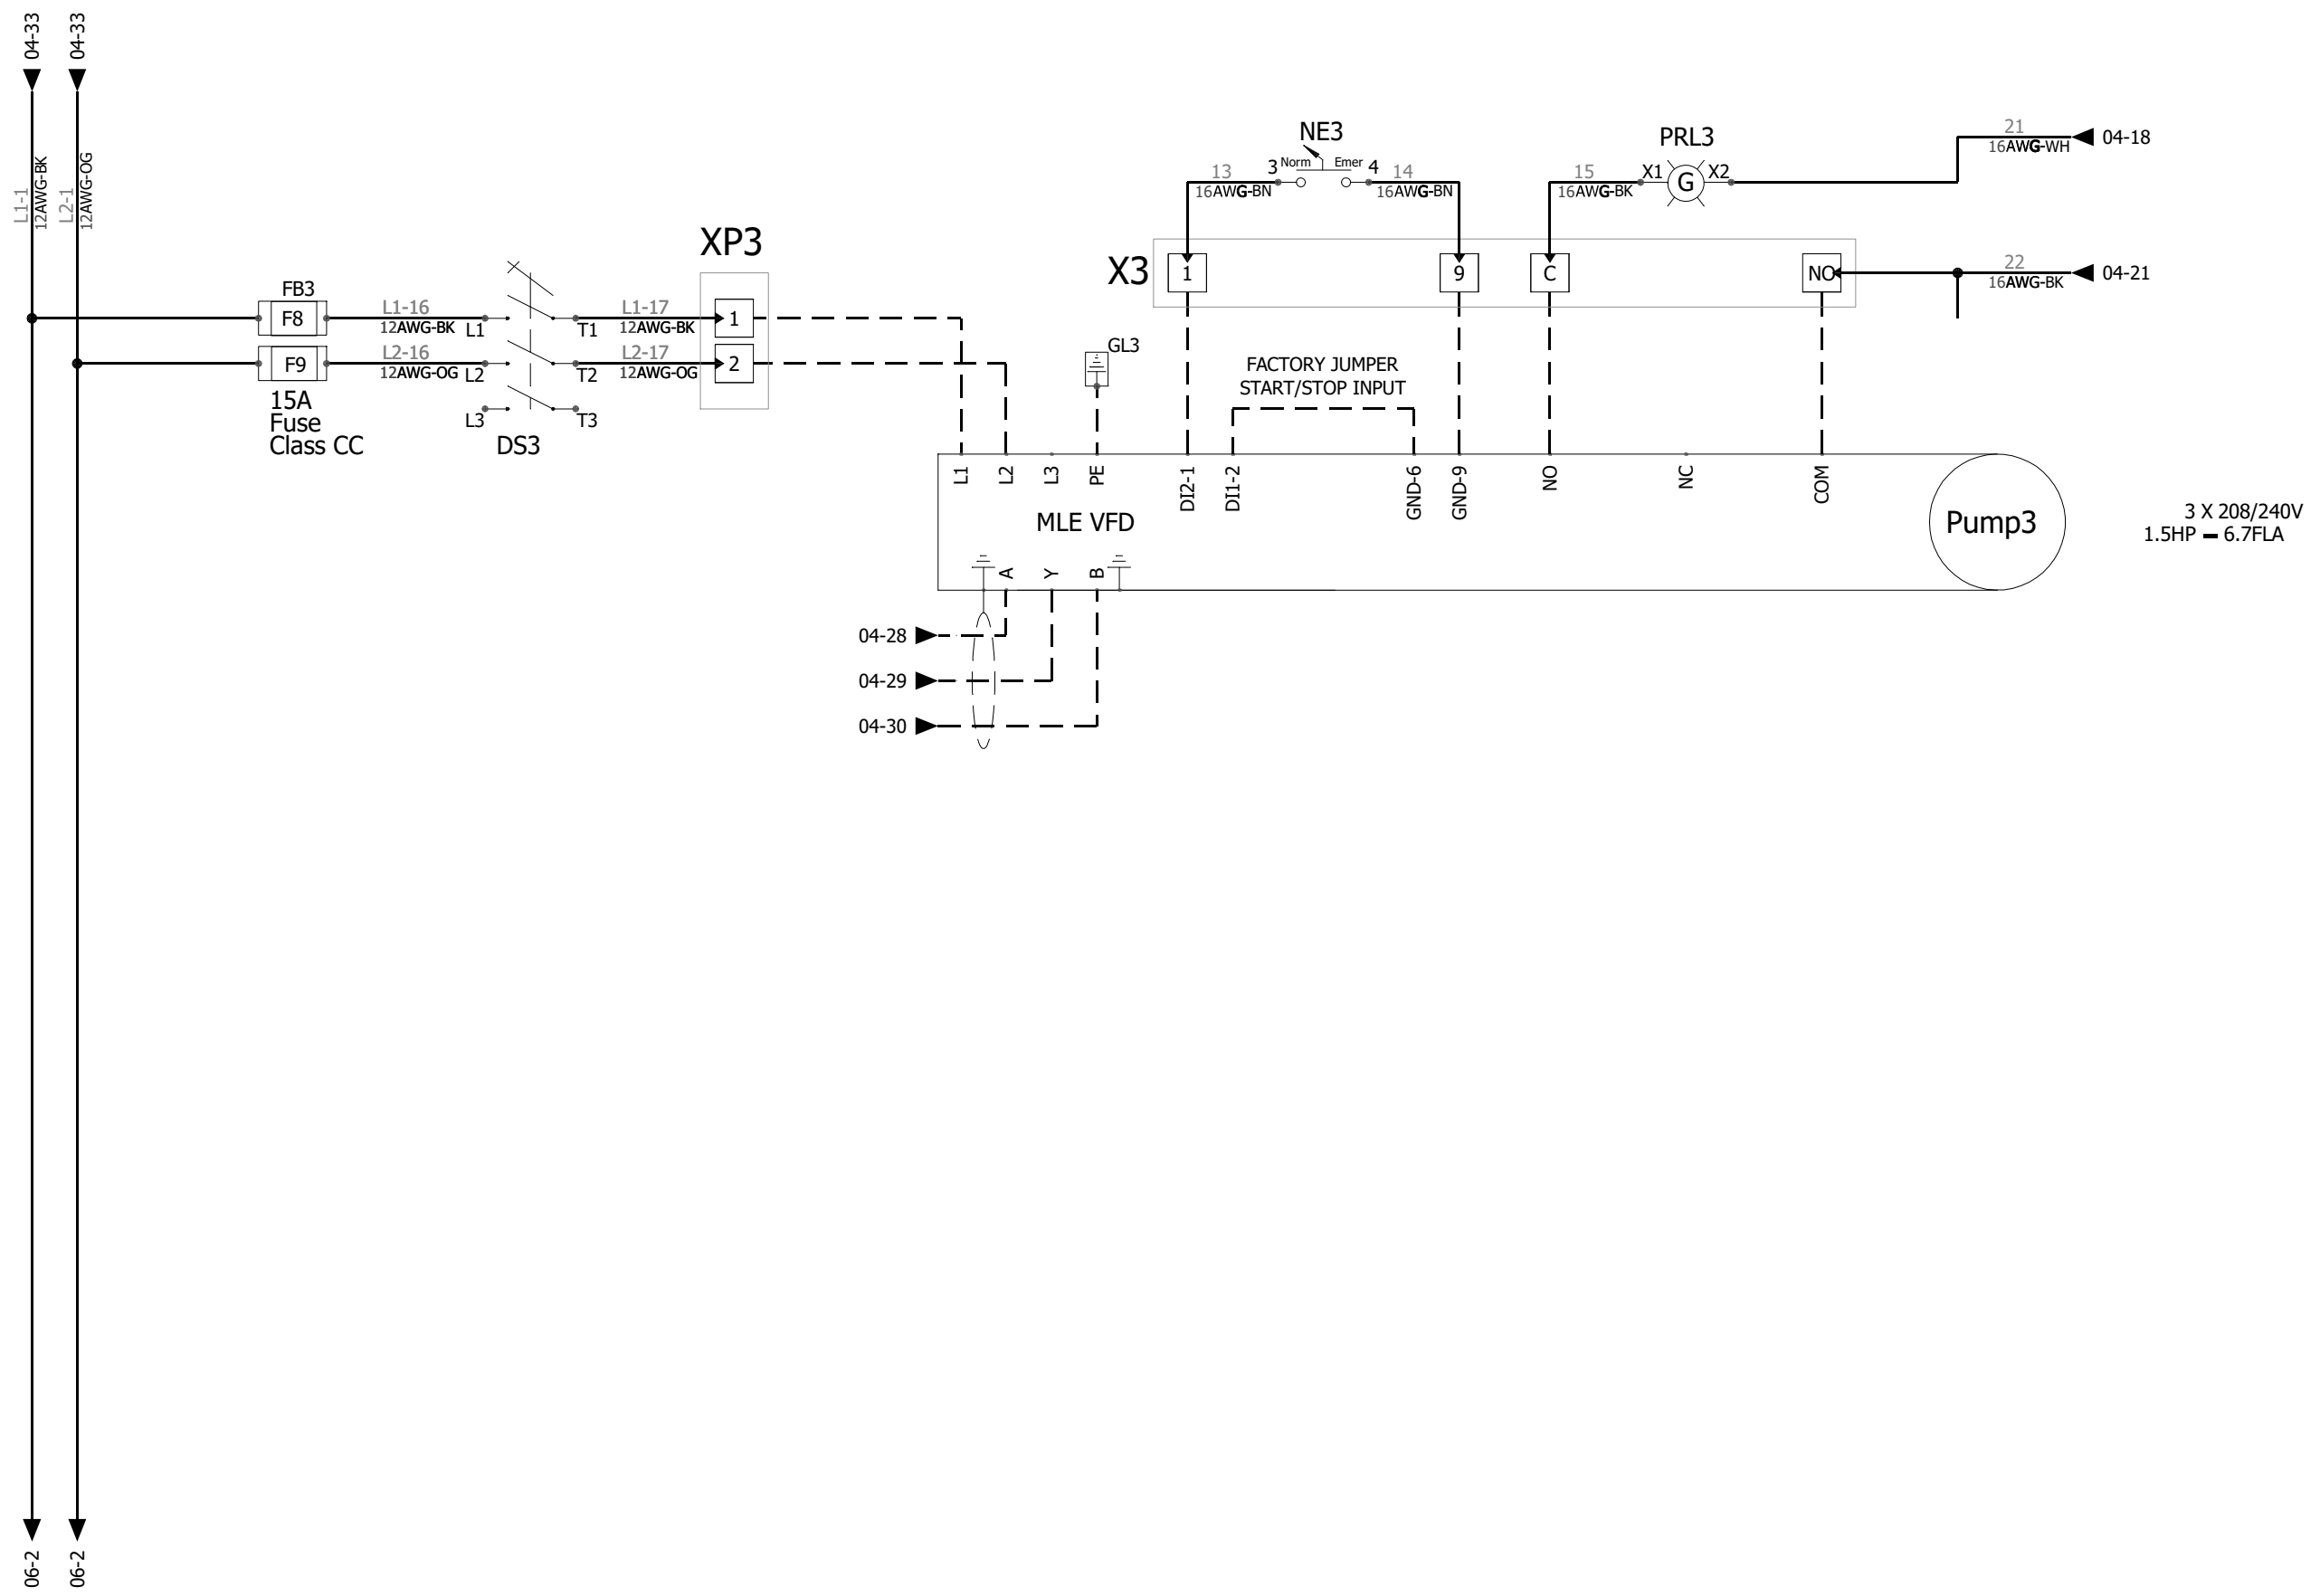 04-33
04-33
L1-1
12AWG-BK
L2-1
12AWG-OG
NE3
3 Norm Emer 4
13
16AWG-BN
14
16AWG-BN
PRL3
15
16AWG-BK
X1 G X2
21
16AWG-WH
04-18
XP3
X3
1
9
C
NO
22
16AWG-BK
04-21
FB3
F8
L1-16
12AWG-BK
L1
T1
L1-17
12AWG-BK
1
F9
L2-16
12AWG-OG
L2
T2
L2-17
12AWG-OG
2
15A
Fuse
Class CC
L3
T3
DS3
GL3
FACTORY JUMPER
START/STOP INPUT
L1
L2
L3
PE
DI2-1
DI1-2
GND-6
GND-9
NO
NC
COM
MLE VFD
Pump3
3 X 208/240V
1.5HP - 6.7FLA
A
Y
B
04-28
04-29
04-30
06-2
06-2